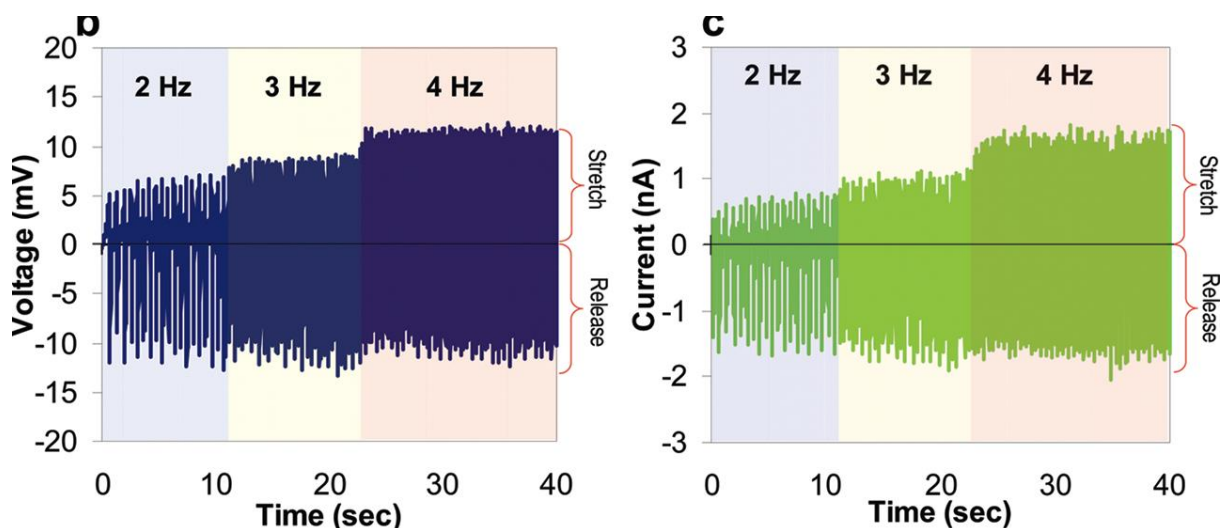 b
20
15
10
5
0
-5
-10
-15
-20
Voltage (mV)
2 Hz
3 Hz
4 Hz
Stretch
Release
0
10
20
30
40
Time (sec)
c
3
2
1
0
-1
-2
-3
Current (nA)
2 Hz
3 Hz
4 Hz
Stretch
Release
0
10
20
30
40
Time (sec)